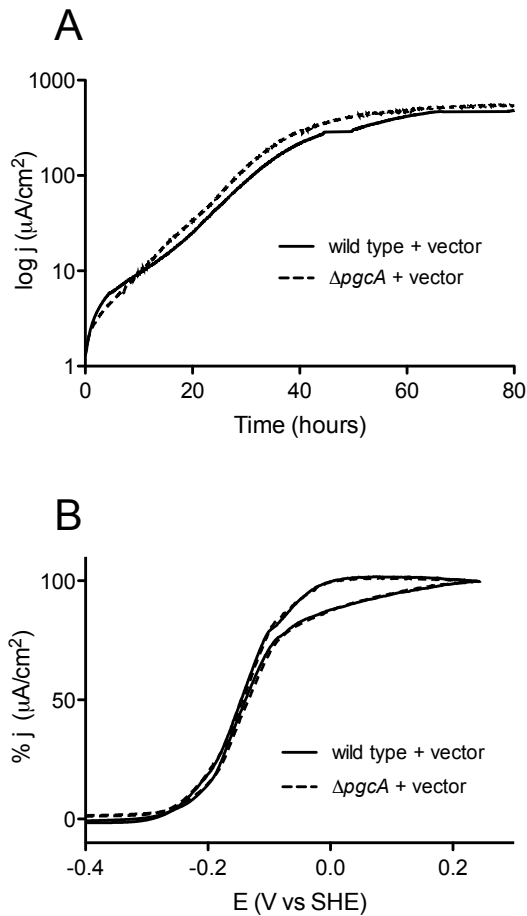 A
1000
100
10
1
log j (µA/cm²)
wild type + vector
ΔpgcA + vector
0
20
40
60
80
Time (hours)
B
100
50
0
% j (µA/cm²)
wild type + vector
ΔpgcA + vector
-0.4
-0.2
0.0
0.2
E (V vs SHE)